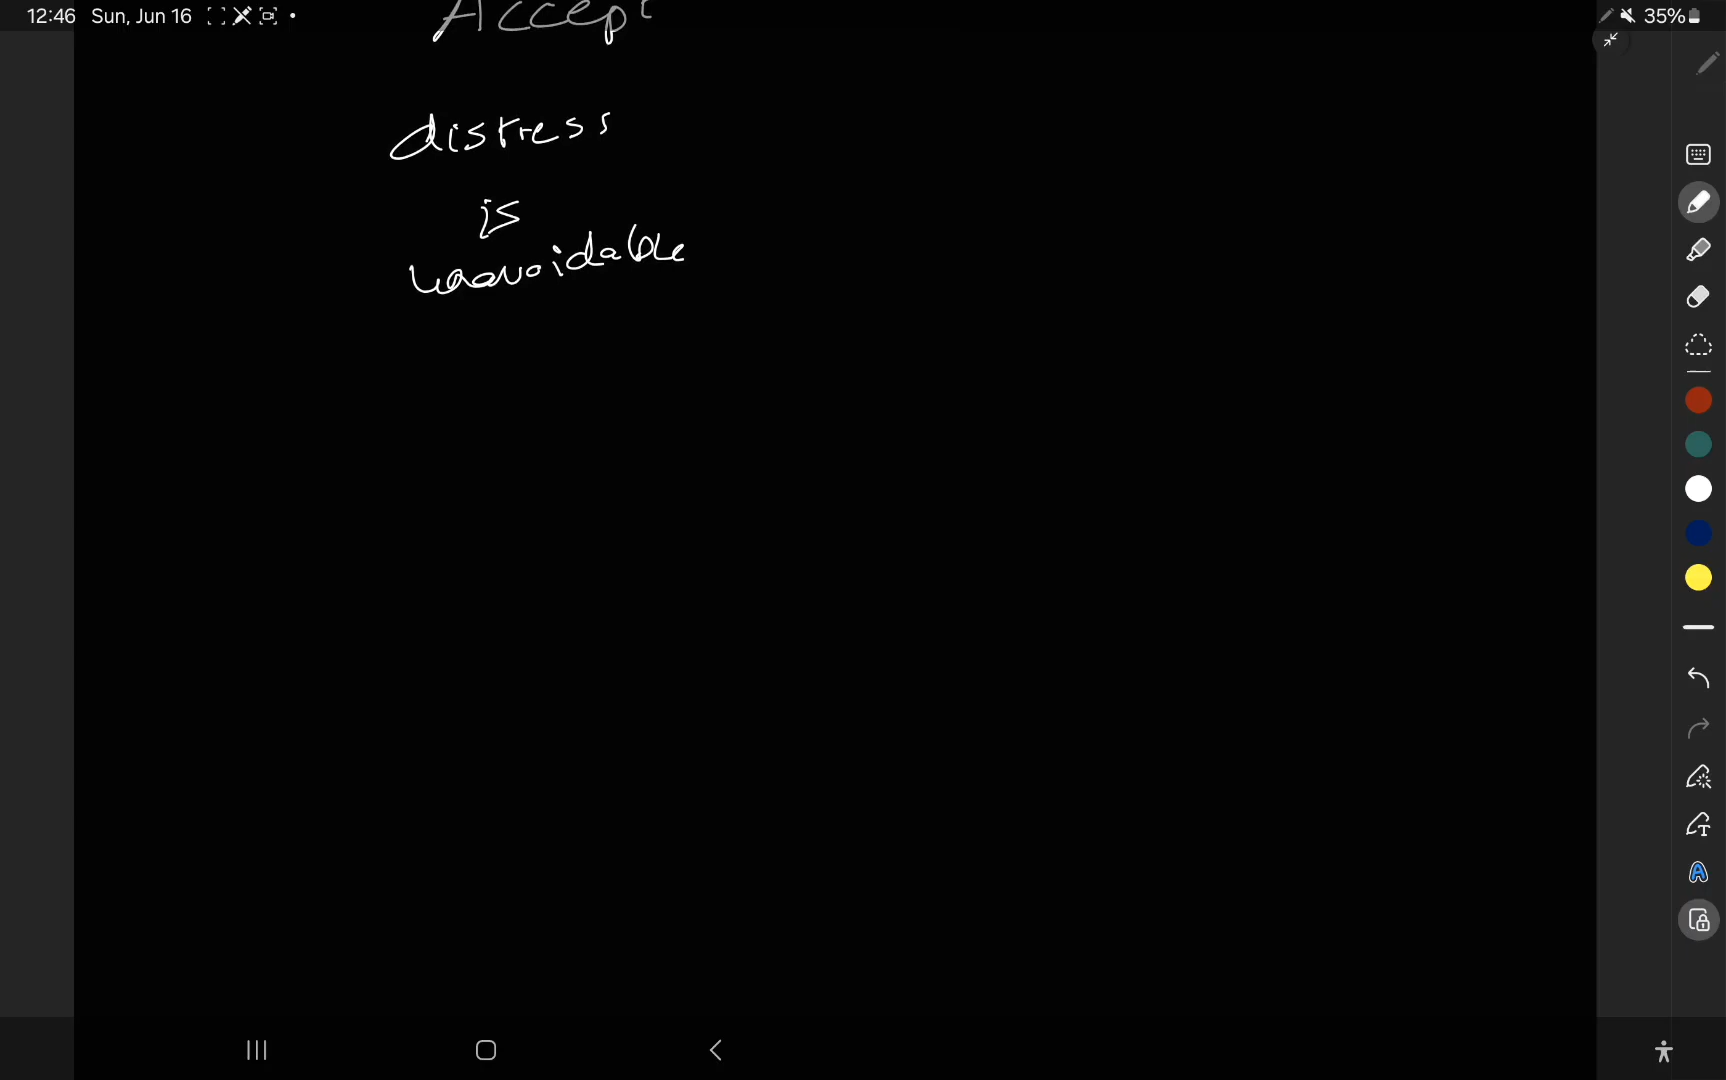 12:46 Sun, Jun 16
35%
Accept
distress
is
unavoidable